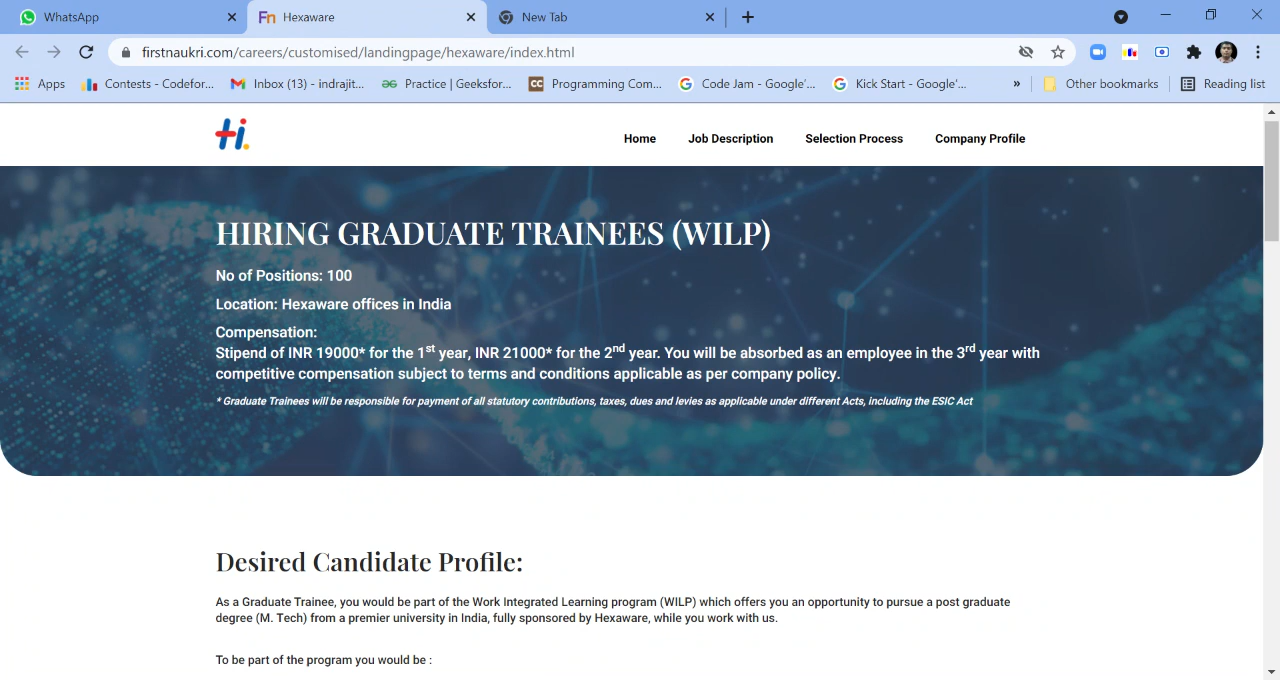 WhatsApp
Hexaware
New Tab
firstnaukri.com/careers/customised/landingpage/hexaware/index.html
Apps
Contests - Codefor...
Inbox (13) - indrajit...
Practice | Geeksfor...
Programming Com...
Code Jam - Google'...
Kick Start - Google'...
»
Other bookmarks
Reading list
Hi.
Home
Job Description
Selection Process
Company Profile
HIRING GRADUATE TRAINEES (WILP)
No of Positions: 100
Location: Hexaware offices in India
Compensation:
Stipend of INR 19000* for the 1st year, INR 21000* for the 2nd year. You will be absorbed as an employee in the 3rd year with
competitive compensation subject to terms and conditions applicable as per company policy.
* Graduate Trainees will be responsible for payment of all statutory contributions, taxes, dues and levies as applicable under different Acts, including the ESIC Act
Desired Candidate Profile:
As a Graduate Trainee, you would be part of the Work Integrated Learning program (WILP) which offers you an opportunity to pursue a post graduate
degree (M. Tech) from a premier university in India, fully sponsored by Hexaware, while you work with us.
To be part of the program you would be :